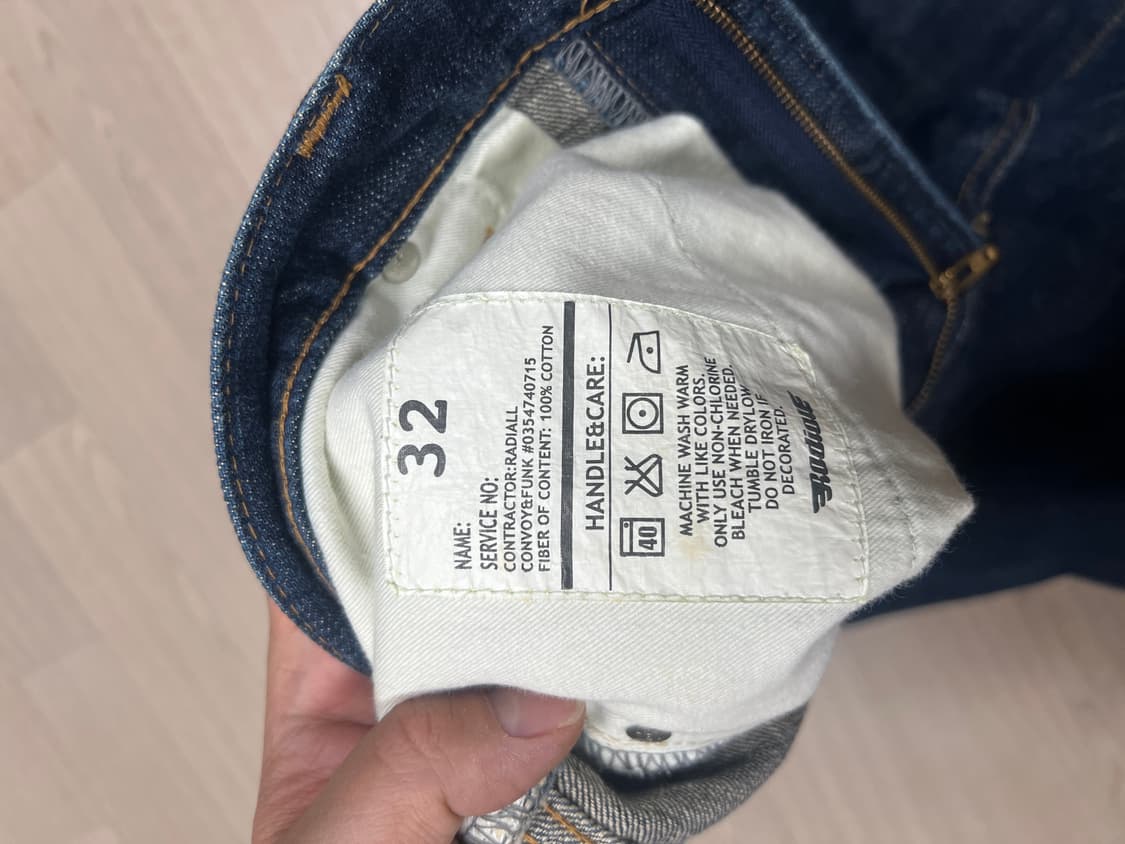 32
NAME:
SERVICE NO:
CONTRACTOR:RADIALL
CONVOY&FUNK #0354740715
FIBER OF CONTENT: 100% COTTON
HANDLE&CARE:
40
MACHINE WASH WARM
WITH LIKE COLORS.
ONLY USE NON-CHLORINE
BLEACH WHEN NEEDED.
TUMBLE DRYLOW
DO NOT IRON IF
DECORATED.